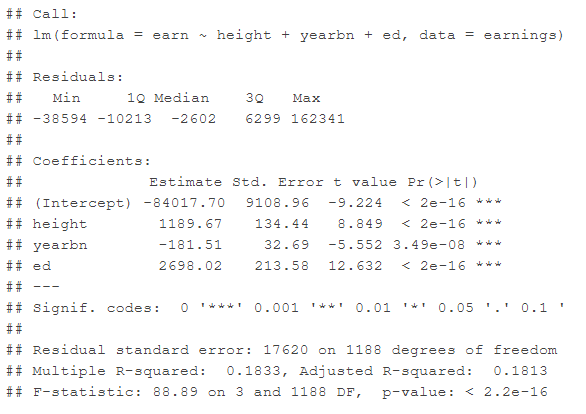 ## Call:
## lm(formula = earn ~ height + yearbn + ed, data = earnings)
##
## Residuals:
##    Min     1Q Median     3Q    Max
## -38594 -10213  -2602   6299 162341
##
## Coefficients:
##              Estimate Std. Error t value Pr(>|t|)
## (Intercept) -84017.70    9108.96  -9.224  < 2e-16 ***
## height        1189.67     134.44   8.849  < 2e-16 ***
## yearbn        -181.51      32.69  -5.552 3.49e-08 ***
## ed            2698.02     213.58  12.632  < 2e-16 ***
## ---
## Signif. codes:  0 '***' 0.001 '**' 0.01 '*' 0.05 '.' 0.1 '
##
## Residual standard error: 17620 on 1188 degrees of freedom
## Multiple R-squared:  0.1833, Adjusted R-squared:  0.1813
## F-statistic: 88.89 on 3 and 1188 DF,  p-value: < 2.2e-16